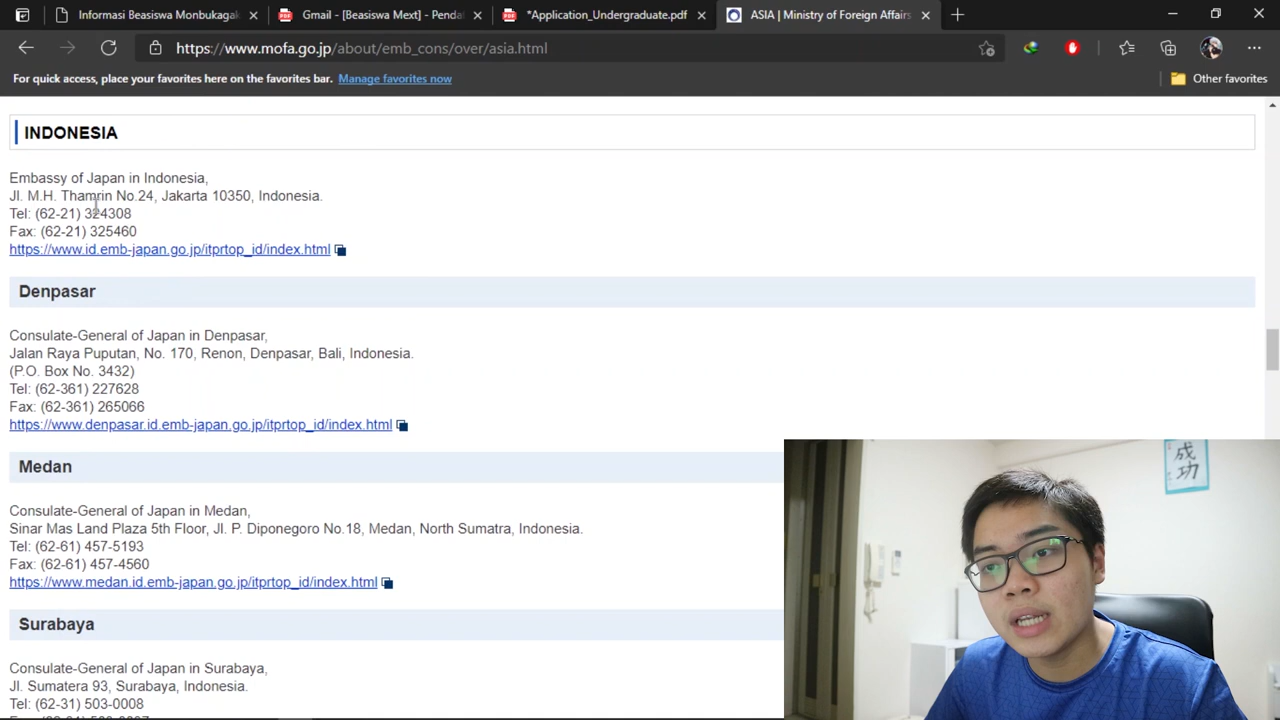 Informasi Beasiswa Monbukagak
Gmail - [Beasiswa Mext] - Pendaf
*Application_Undergraduate.pdf
ASIA | Ministry of Foreign Affairs
https://www.mofa.go.jp/about/emb_cons/over/asia.html
For quick access, place your favorites here on the favorites bar. Manage favorites now
Other favorites
INDONESIA
Embassy of Japan in Indonesia,
Jl. M.H. Thamrin No.24, Jakarta 10350, Indonesia.
Tel: (62-21) 324308
Fax: (62-21) 325460
https://www.id.emb-japan.go.jp/itprtop_id/index.html
Denpasar
Consulate-General of Japan in Denpasar,
Jalan Raya Puputan, No. 170, Renon, Denpasar, Bali, Indonesia.
(P.O. Box No. 3432)
Tel: (62-361) 227628
Fax: (62-361) 265066
https://www.denpasar.id.emb-japan.go.jp/itprtop_id/index.html
Medan
Consulate-General of Japan in Medan,
Sinar Mas Land Plaza 5th Floor, Jl. P. Diponegoro No.18, Medan, North Sumatra, Indonesia.
Tel: (62-61) 457-5193
Fax: (62-61) 457-4560
https://www.medan.id.emb-japan.go.jp/itprtop_id/index.html
Surabaya
Consulate-General of Japan in Surabaya,
Jl. Sumatera 93, Surabaya, Indonesia.
Tel: (62-31) 503-0008
成功